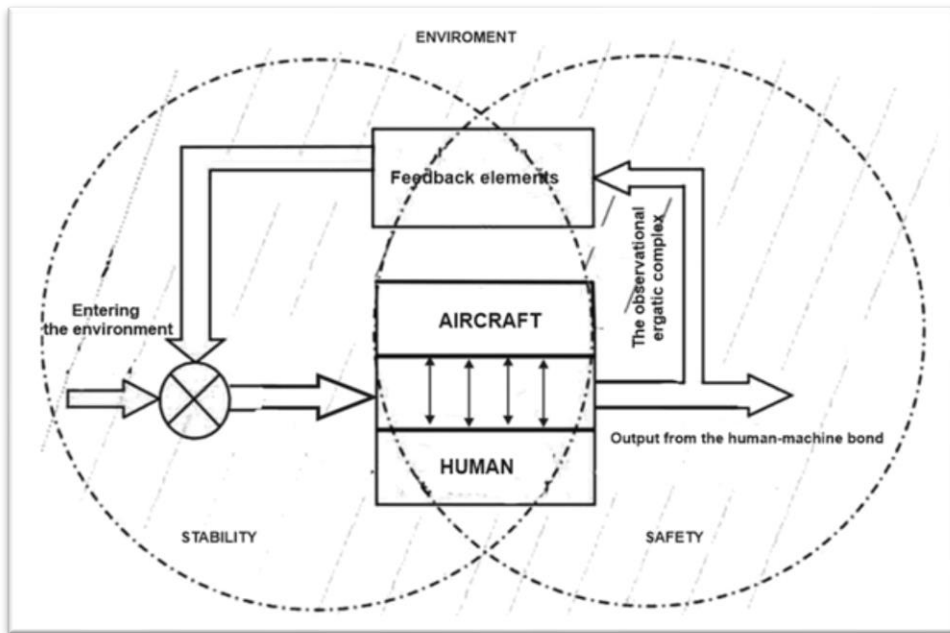 ENVIROMENT
Feedback elements
The observational
ergatic complex
Entering
the environment
AIRCRAFT
HUMAN
Output from the human-machine bond
STABILITY
SAFETY